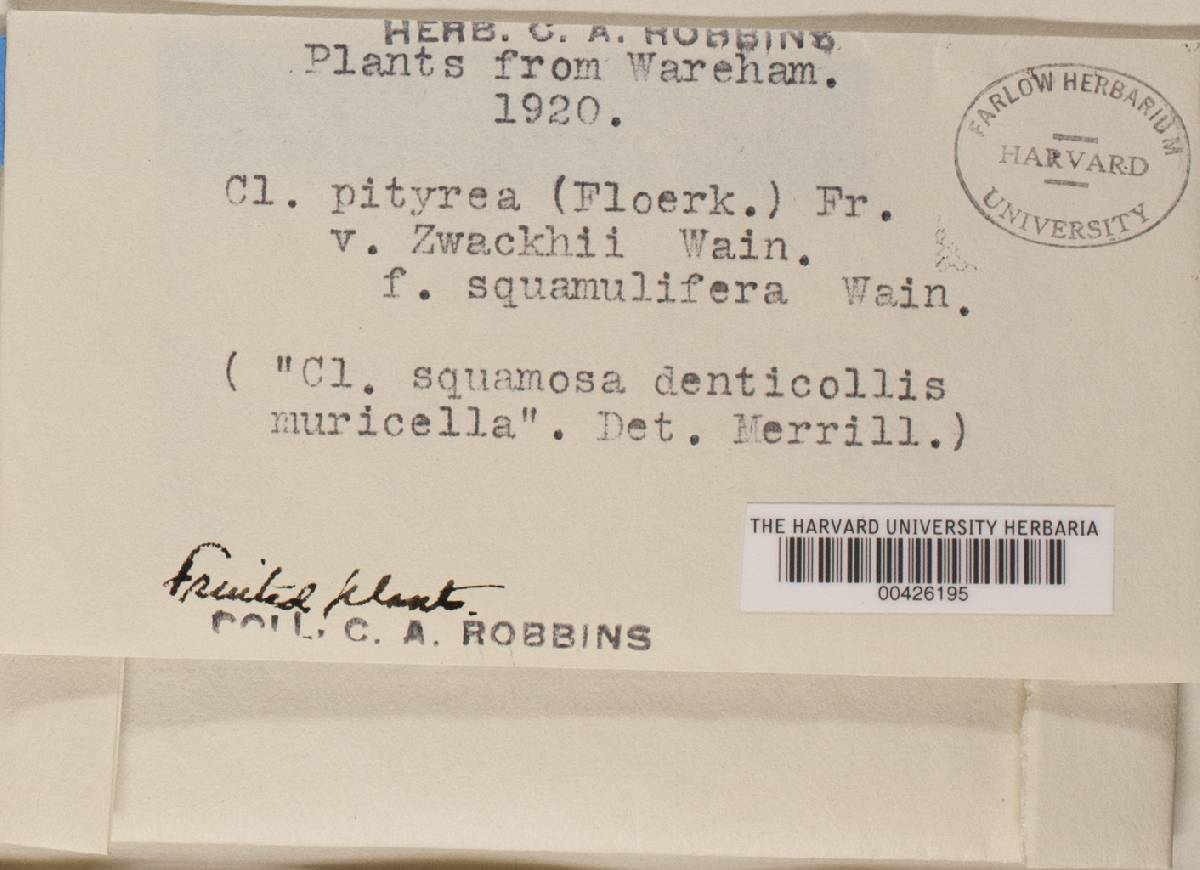 HERB. C. A. ROBBINS
Plants from Wareham.
1920.
FARLOW HERBARIUM
HARVARD
UNIVERSITY
Cl. pityrea (Floerk.) Fr.
v. Zwackhii Wain.
f. squamulifera Wain.
( "Cl. squamosa denticollis
muricella". Det. Merrill.)
THE HARVARD UNIVERSITY HERBARIA
00426195
Fruited plant.
COLL. C. A. ROBBINS